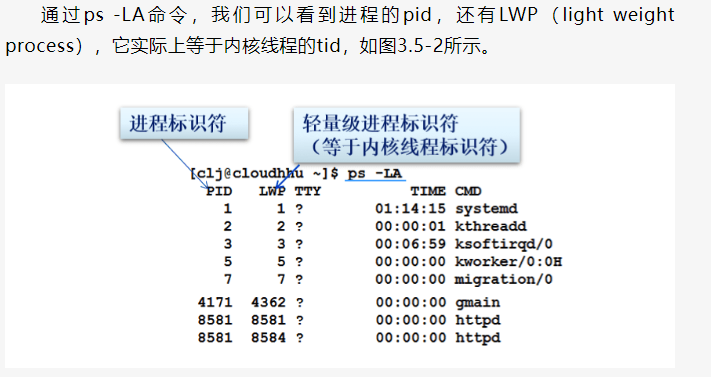 通过ps -LA命令，我们可以看到进程的pid，还有LWP（light weight
process），它实际上等于内核线程的tid，如图3.5-2所示。
进程标识符
轻量级进程标识符
（等于内核线程标识符）
[clj@cloudhhu ~]$ ps -LA
PID LWP TTY TIME CMD
1 1 ? 01:14:15 systemd
2 2 ? 00:00:01 kthreadd
3 3 ? 00:06:59 ksoftirqd/0
5 5 ? 00:00:00 kworker/0:0H
7 7 ? 00:00:00 migration/0
4171 4362 ? 00:00:00 gmain
8581 8581 ? 00:00:00 httpd
8581 8584 ? 00:00:00 httpd